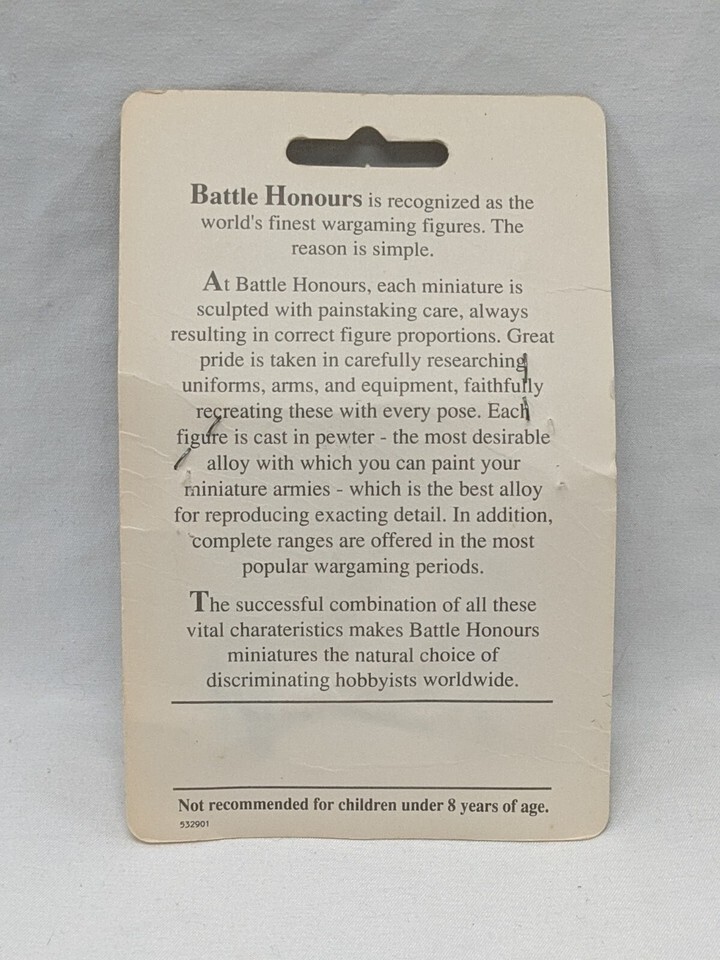 Battle Honours is recognized as the
world's finest wargaming figures. The
reason is simple.
At Battle Honours, each miniature is
sculpted with painstaking care, always
resulting in correct figure proportions. Great
pride is taken in carefully researching
uniforms, arms, and equipment, faithfully
recreating these with every pose. Each
figure is cast in pewter - the most desirable
alloy with which you can paint your
miniature armies - which is the best alloy
for reproducing exacting detail. In addition,
complete ranges are offered in the most
popular wargaming periods.
The successful combination of all these
vital charateristics makes Battle Honours
miniatures the natural choice of
discriminating hobbyists worldwide.
Not recommended for children under 8 years of age.
532901